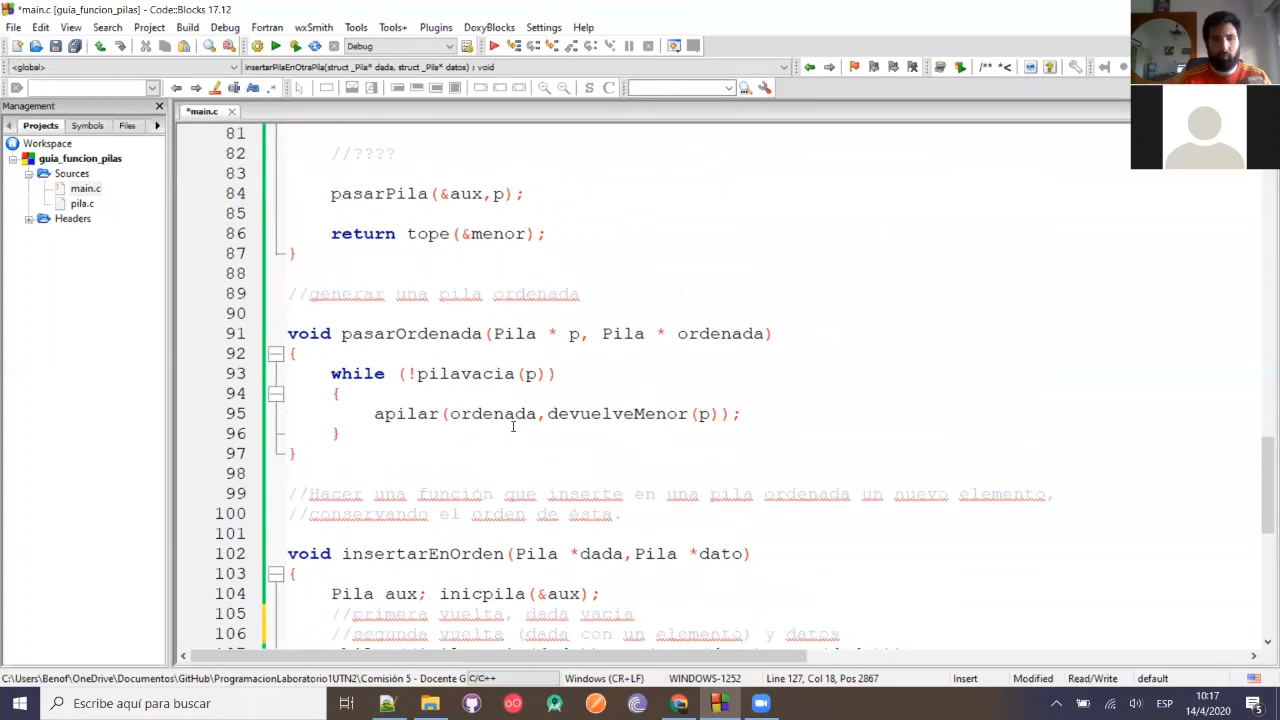 *main.c [guia_funcion_pilas] - Code::Blocks 17.12
File Edit View Search Project Build Debug Fortran wxSmith Tools Tools+ Plugins DoxyBlocks Settings Help
Debug
<global>
insertarPilaEnOtraPila(struct _Pila* dada, struct _Pila* datos) : void
/** *<
S C
Management
Projects Symbols Files
Workspace
guia_funcion_pilas
Sources
main.c
pila.c
Headers
*main.c
81
82 //????
83
84 pasarPila(&aux,p);
85
86 return tope(&menor);
87 }
88
89 //generar una pila ordenada
90
91 void pasarOrdenada(Pila * p, Pila * ordenada)
92 {
93 while (!pilavacia(p))
94 {
95 apilar(ordenada,devuelveMenor(p));
96 }
97 }
98
99 //Hacer una función que inserte en una pila ordenada un nuevo elemento,
100 //conservando el orden de ésta.
101
102 void insertarEnOrden(Pila *dada,Pila *dato)
103 {
104 Pila aux; inicpila(&aux);
105 //primera vuelta, dada vacia
106 //segunda vuelta (dada con un elemento) y datos
C:\Users\Benof\OneDrive\Documentos\GitHub\ProgramacionLaboratorio1UTN2\Comisión 5 - Docente G C/C++ Windows (CR+LF) WINDOWS-1252 Line 127, Col 18, Pos 2867 Insert Modified Read/Write default
Escribe aquí para buscar
ESP
10:17
14/4/2020
5